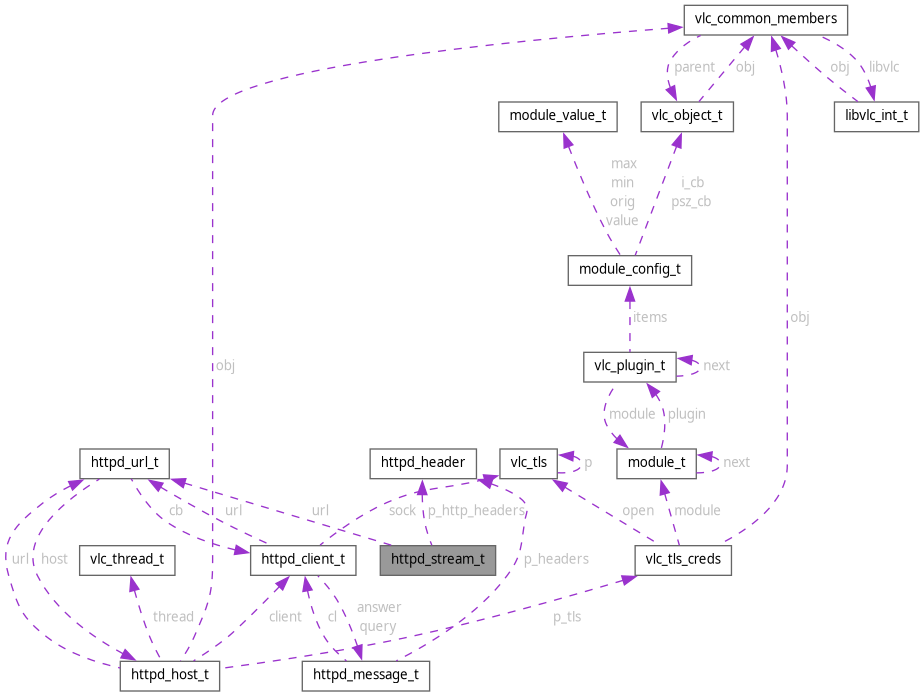 vlc_common_members
parent
obj
obj
libvlc
module_value_t
vlc_object_t
libvlc_int_t
max
min
orig
value
i_cb
psz_cb
module_config_t
items
obj
obj
vlc_plugin_t
next
module
plugin
httpd_url_t
httpd_header
vlc_tls
p
module_t
next
cb
url
url
sock
p_http_headers
open
module
url
host
vlc_thread_t
httpd_client_t
httpd_stream_t
p_headers
vlc_tls_creds
thread
client
cl
answer
query
p_tls
httpd_host_t
httpd_message_t